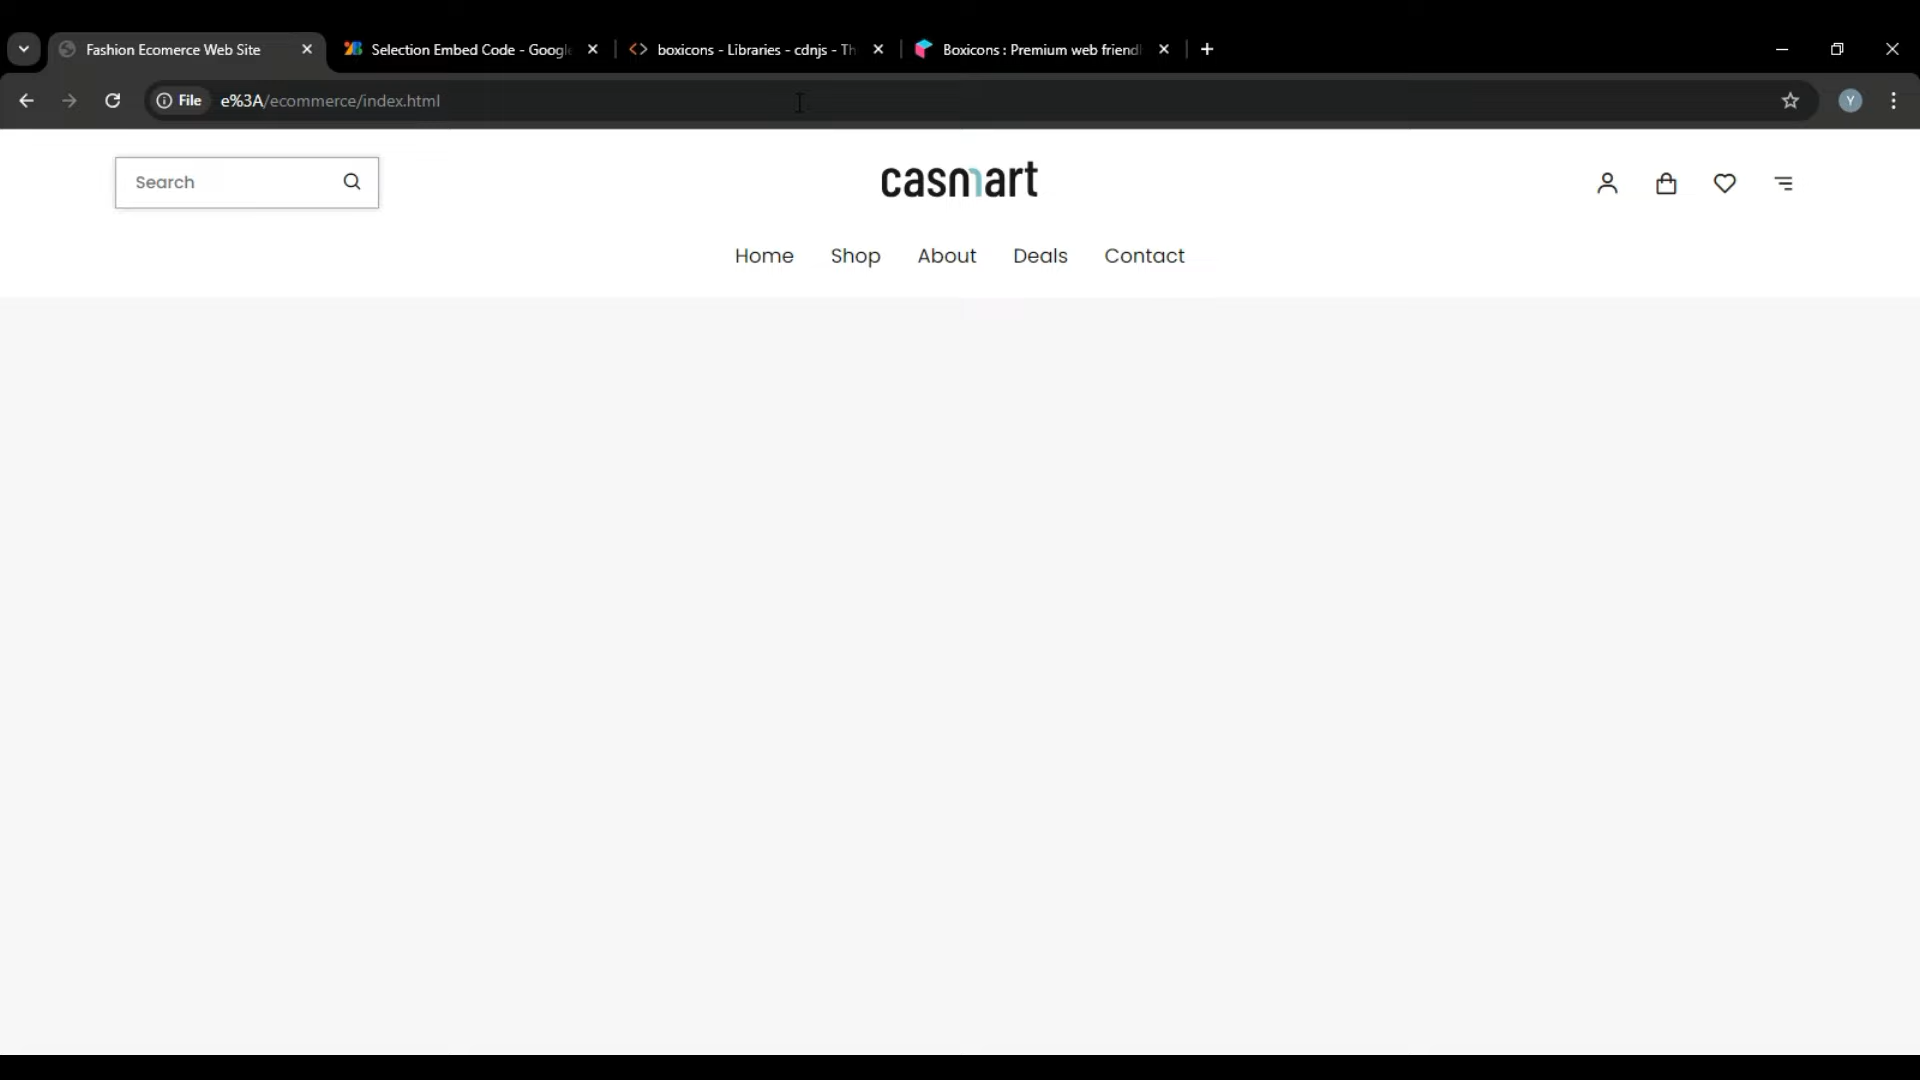 Fashion Ecomerce Web Site
Selection Embed Code - Google
boxicons - Libraries - cdnjs - Th
Boxicons : Premium web friendl
File
e%3A/ecommerce/index.html
Y
Search
casmart
Home
Shop
About
Deals
Contact